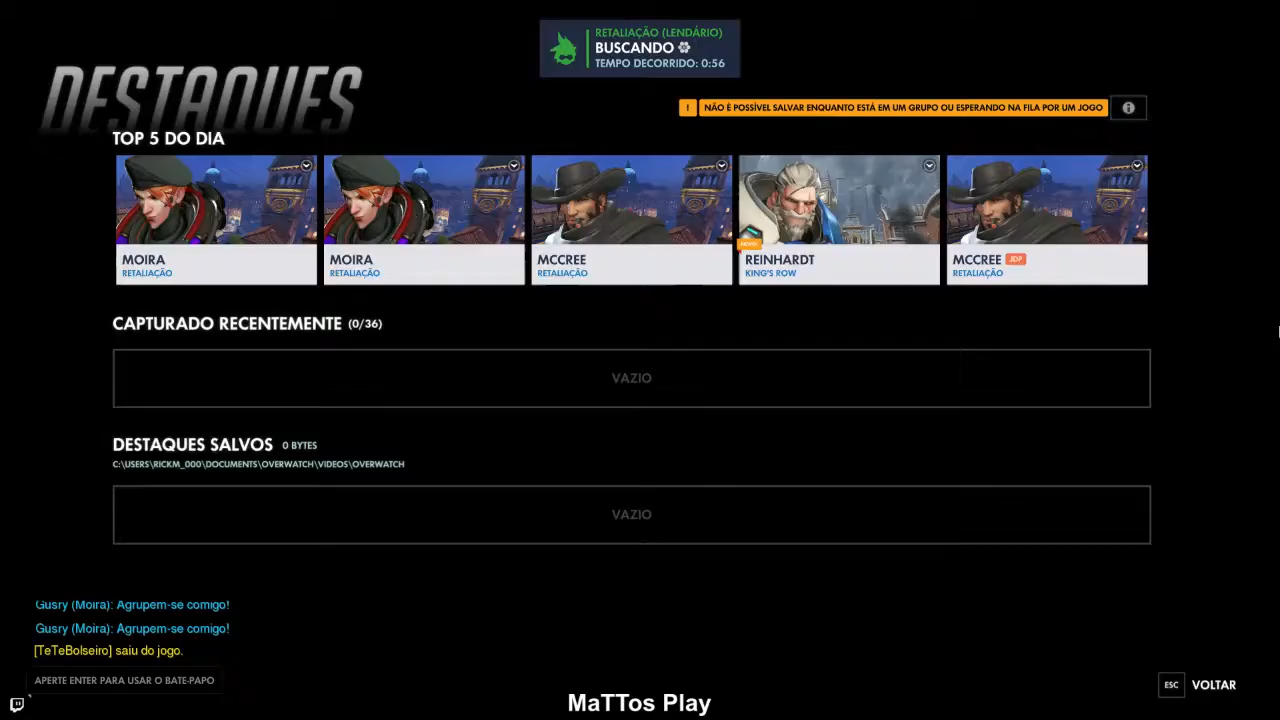 RETALIAÇÃO (LENDÁRIO)
BUSCANDO
TEMPO DECORRIDO: 0:56
DESTAQUES
! NÃO É POSSÍVEL SALVAR ENQUANTO ESTÁ EM UM GRUPO OU ESPERANDO NA FILA POR UM JOGO
TOP 5 DO DIA
MOIRA
RETALIAÇÃO
MOIRA
RETALIAÇÃO
MCCREE
RETALIAÇÃO
NOVO!
REINHARDT
KING'S ROW
MCCREE JDP
RETALIAÇÃO
CAPTURADO RECENTEMENTE (0/36)
VAZIO
DESTAQUES SALVOS 0 BYTES
C:\USERS\RICKM_000\DOCUMENTS\OVERWATCH\VIDEOS\OVERWATCH
VAZIO
Gusry (Moira): Agrupem-se comigo!
Gusry (Moira): Agrupem-se comigo!
[TeTeBolseiro] saiu do jogo.
APERTE ENTER PARA USAR O BATE-PAPO
ESC VOLTAR
MaTTos Play